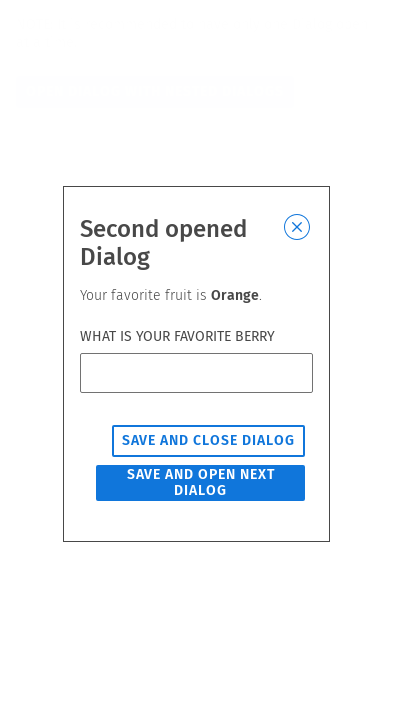 Second opened
Dialog
Your favorite fruit is Orange.
WHAT IS YOUR FAVORITE BERRY
SAVE AND CLOSE DIALOG
SAVE AND OPEN NEXT
DIALOG